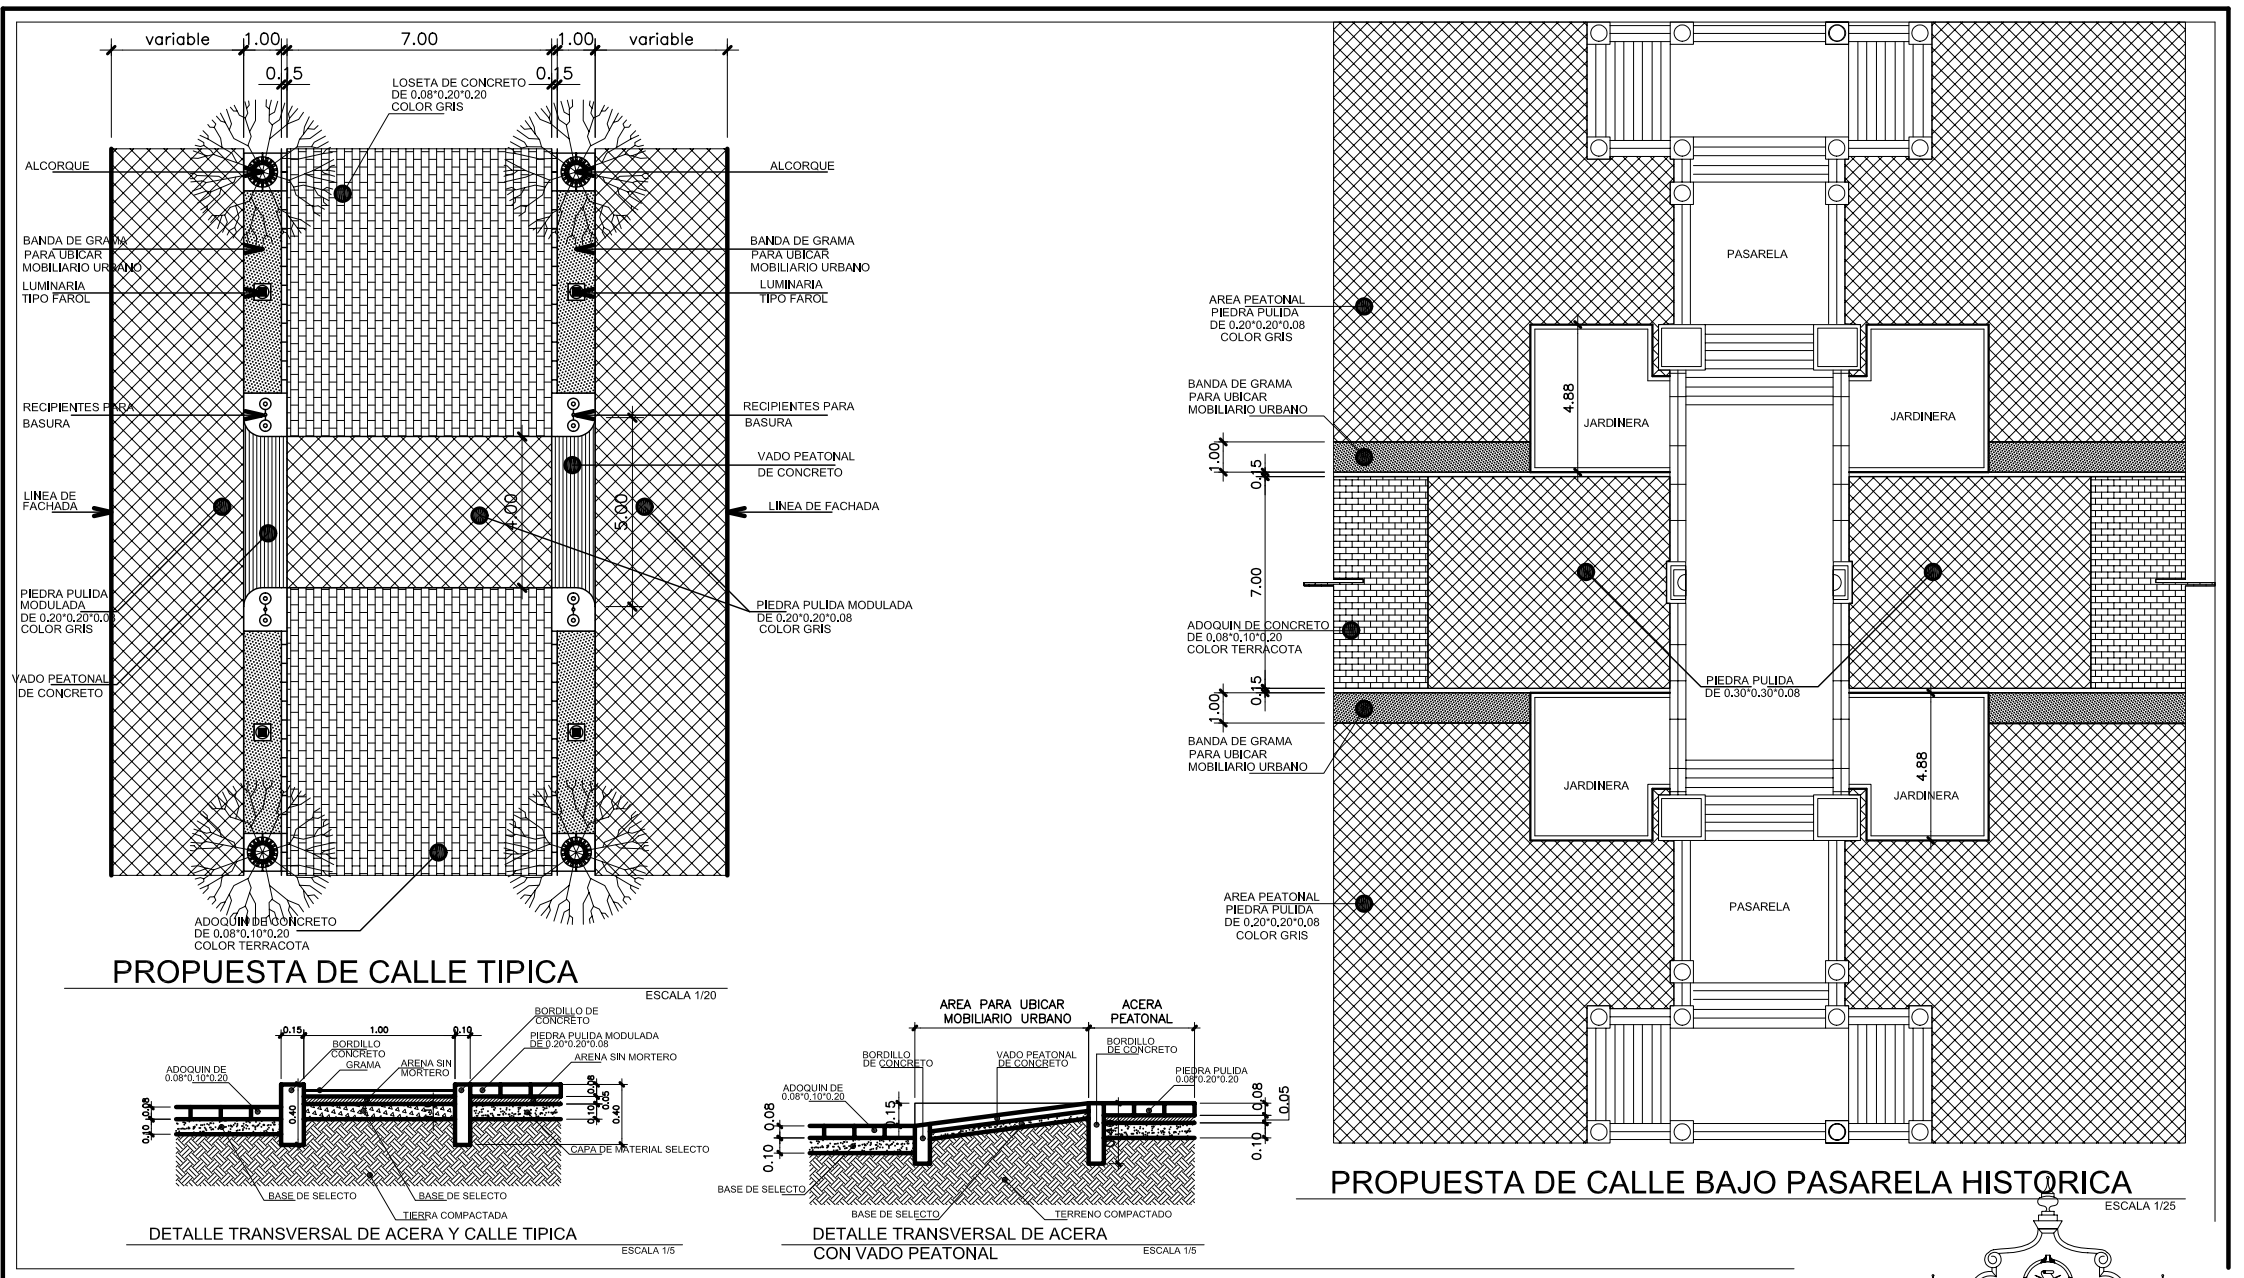 variable
1.00
7.00
1.00
variable
0.15
0.15
LOSETA DE CONCRETO
DE 0.08*0.20*0.20
COLOR GRIS
ALCORQUE
ALCORQUE
BANDA DE GRAMA
PARA UBICAR
MOBILIARIO URBANO
BANDA DE GRAMA
PARA UBICAR
MOBILIARIO URBANO
LUMINARIA
TIPO FAROL
LUMINARIA
TIPO FAROL
RECIPIENTES PARA
BASURA
RECIPIENTES PARA
BASURA
VADO PEATONAL
DE CONCRETO
LINEA DE
FACHADA
4.00
5.00
LINEA DE FACHADA
PIEDRA PULIDA
MODULADA
DE 0.20*0.20*0.08
COLOR GRIS
PIEDRA PULIDA MODULADA
DE 0.20*0.20*0.08
COLOR GRIS
VADO PEATONAL
DE CONCRETO
ADOQUIN DE CONCRETO
DE 0.08*0.10*0.20
COLOR TERRACOTA
PROPUESTA DE CALLE TIPICA
ESCALA 1/20
0.15
1.00
0.10
BORDILLO DE
CONCRETO
PIEDRA PULIDA MODULADA
DE 0.20*0.20*0.08
BORDILLO
CONCRETO
GRAMA
ARENA SIN
MORTERO
ARENA SIN MORTERO
ADOQUIN DE
0.08*0.10*0.20
0.08
0.10
0.40
0.08
0.05
0.10
0.40
CAPA DE MATERIAL SELECTO
BASE DE SELECTO
BASE DE SELECTO
TIERRA COMPACTADA
DETALLE TRANSVERSAL DE ACERA Y CALLE TIPICA
ESCALA 1/5
AREA PARA UBICAR
MOBILIARIO URBANO
ACERA
PEATONAL
BORDILLO
DE CONCRETO
VADO PEATONAL
DE CONCRETO
BORDILLO
DE CONCRETO
PIEDRA PULIDA
0.08*0.20*0.20
ADOQUIN DE
0.08*0.10*0.20
0.15
0.08
0.10
0.08
0.05
0.10
BASE DE SELECTO
BASE DE SELECTO
TERRENO COMPACTADO
DETALLE TRANSVERSAL DE ACERA
CON VADO PEATONAL
ESCALA 1/5
PASARELA
AREA PEATONAL
PIEDRA PULIDA
DE 0.20*0.20*0.08
COLOR GRIS
BANDA DE GRAMA
PARA UBICAR
MOBILIARIO URBANO
4.88
JARDINERA
JARDINERA
1.00
0.15
7.00
ADOQUIN DE CONCRETO
DE 0.08*0.10*0.20
COLOR TERRACOTA
PIEDRA PULIDA
DE 0.30*0.30*0.08
0.15
1.00
BANDA DE GRAMA
PARA UBICAR
MOBILIARIO URBANO
JARDINERA
4.88
JARDINERA
AREA PEATONAL
PIEDRA PULIDA
DE 0.20*0.20*0.08
COLOR GRIS
PASARELA
PROPUESTA DE CALLE BAJO PASARELA HISTORICA
ESCALA 1/25